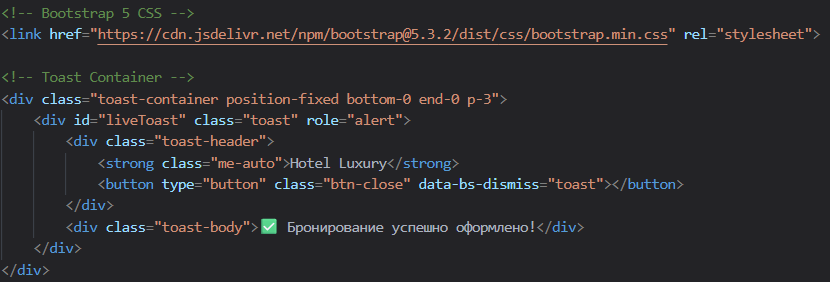 <!-- Bootstrap 5 CSS -->
<link href="https://cdn.jsdelivr.net/npm/bootstrap@5.3.2/dist/css/bootstrap.min.css" rel="stylesheet">

<!-- Toast Container -->
<div class="toast-container position-fixed bottom-0 end-0 p-3">
    <div id="liveToast" class="toast" role="alert">
        <div class="toast-header">
            <strong class="me-auto">Hotel Luxury</strong>
            <button type="button" class="btn-close" data-bs-dismiss="toast"></button>
        </div>
        <div class="toast-body">✅ Бронирование успешно оформлено!</div>
    </div>
</div>